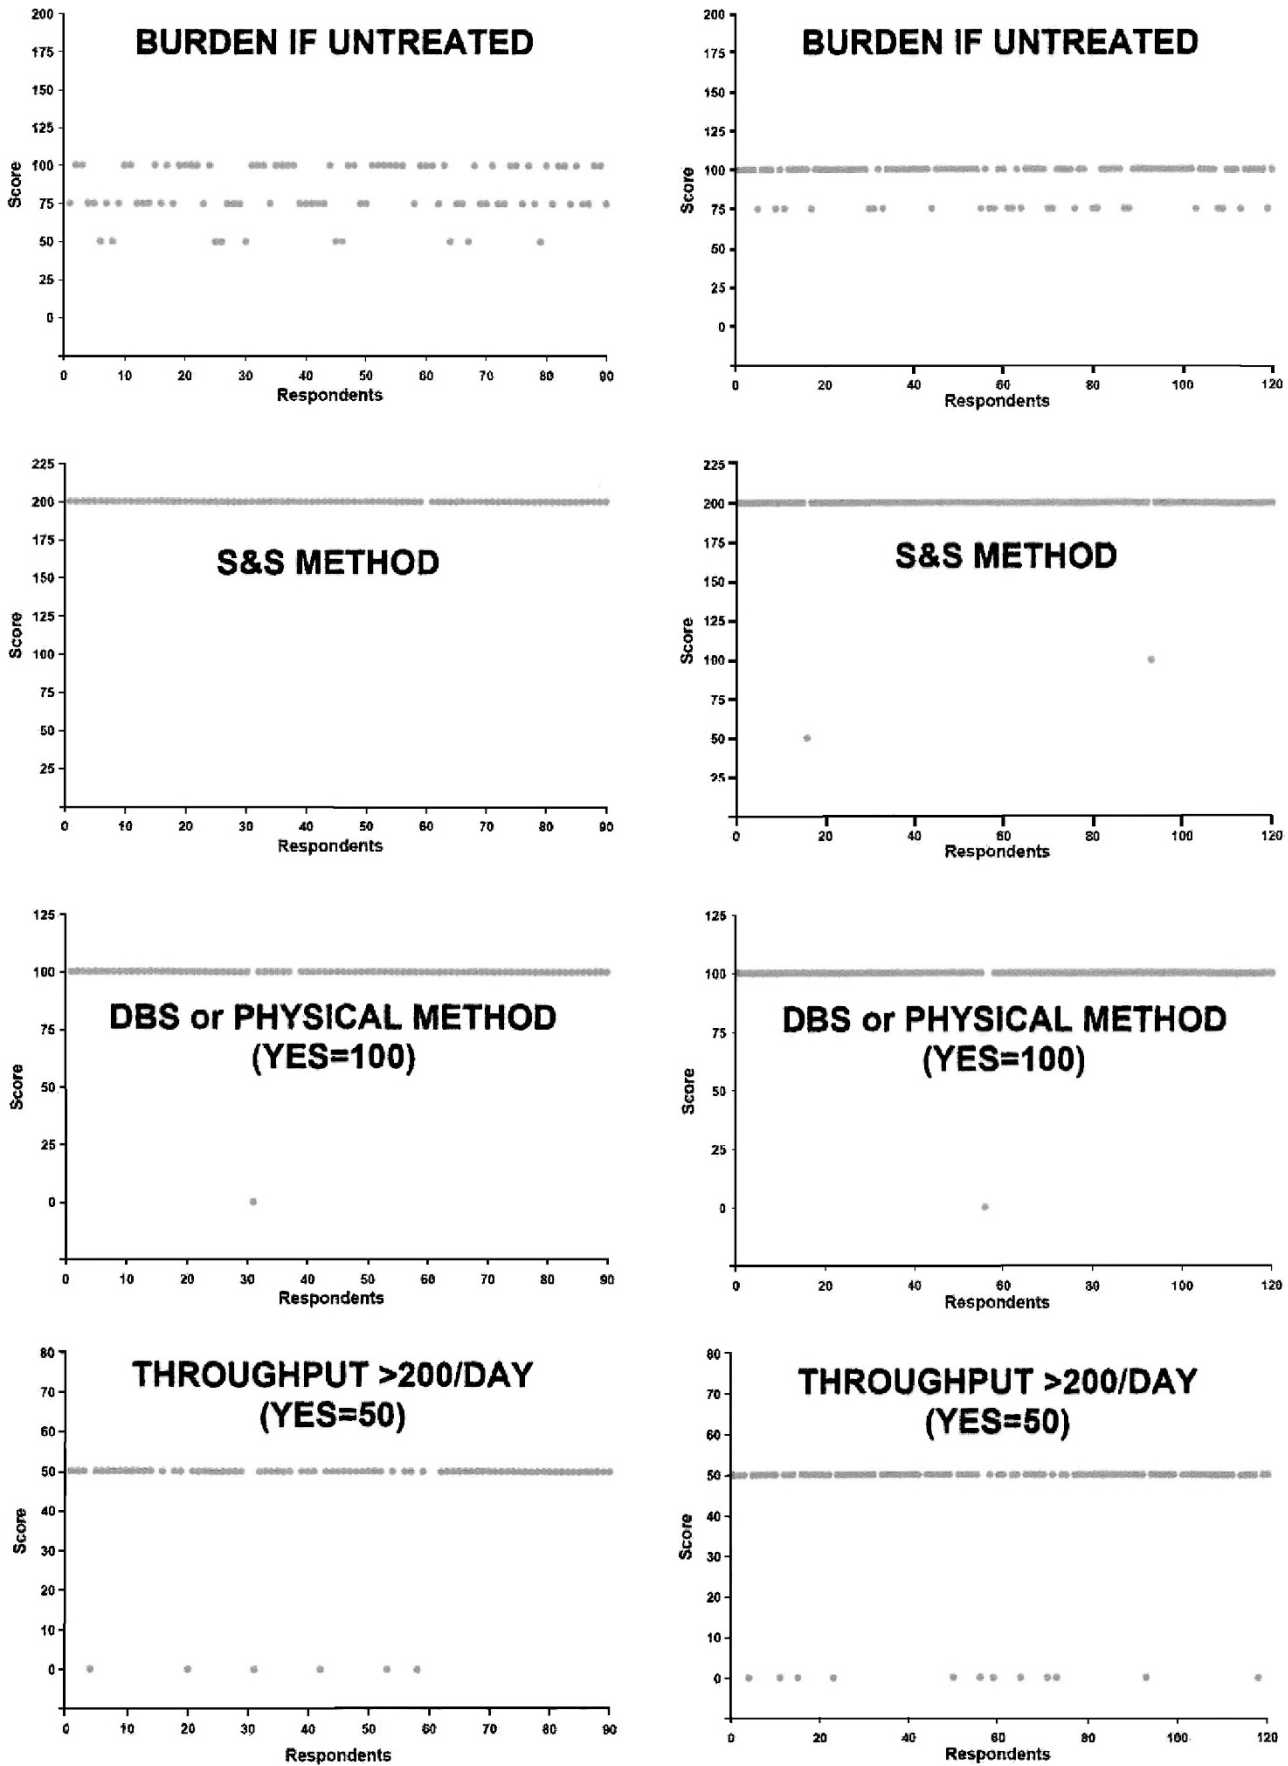 BURDEN IF UNTREATED
200
175
150
125
100
75
50
25
0
Score
0 10 20 30 40 50 60 70 80 90
Respondents
BURDEN IF UNTREATED
200
175
150
125
100
75
50
25
0
Score
0 20 40 60 80 100 120
Respondents
225
200
175
150
125
100
75
50
25
S&S METHOD
Score
0 10 20 30 40 50 60 70 80 90
Respondents
225
200
175
150
125
100
75
50
25
S&S METHOD
Score
0 20 40 60 80 100 120
Respondents
125
100
75
50
25
0
DBS or PHYSICAL METHOD
(YES=100)
Score
0 10 20 30 40 50 60 70 80 90
Respondents
125
100
75
50
25
0
DBS or PHYSICAL METHOD
(YES=100)
Score
0 20 40 60 80 100 120
Respondents
80
70
60
50
40
30
20
10
0
THROUGHPUT >200/DAY
(YES=50)
Score
0 10 20 30 40 50 60 70 80 90
Respondents
80
70
60
50
40
30
20
10
0
THROUGHPUT >200/DAY
(YES=50)
Score
0 20 40 60 80 100 120
Respondents